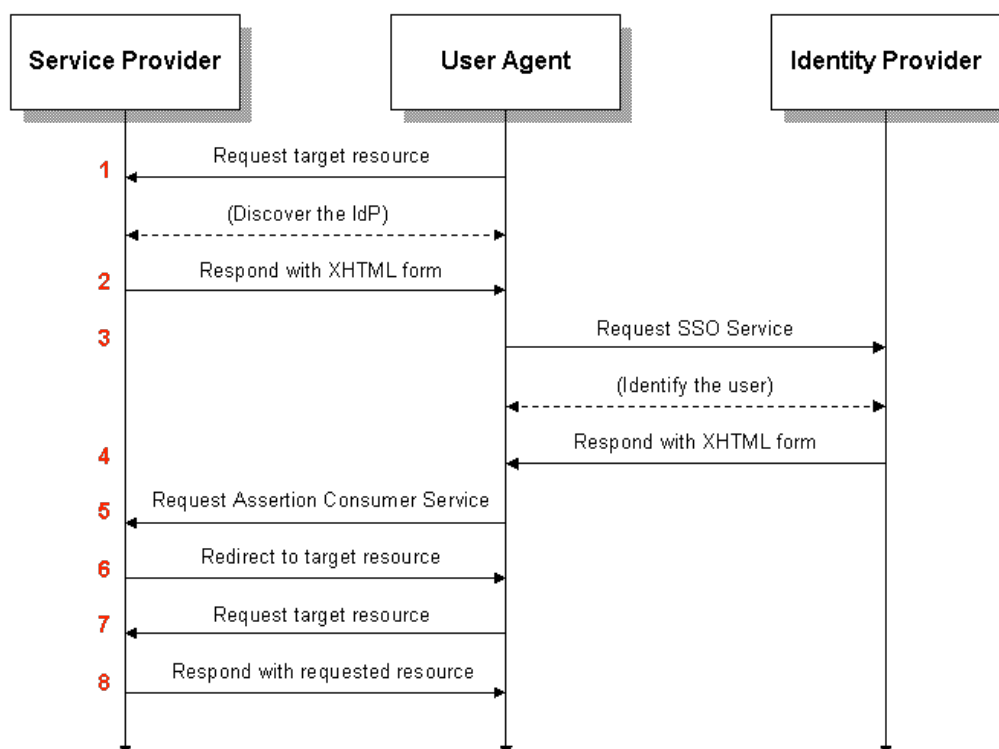 Service Provider
User Agent
Identity Provider
1
Request target resource
(Discover the IdP)
2
Respond with XHTML form
3
Request SSO Service
(Identify the user)
4
Respond with XHTML form
5
Request Assertion Consumer Service
6
Redirect to target resource
7
Request target resource
8
Respond with requested resource